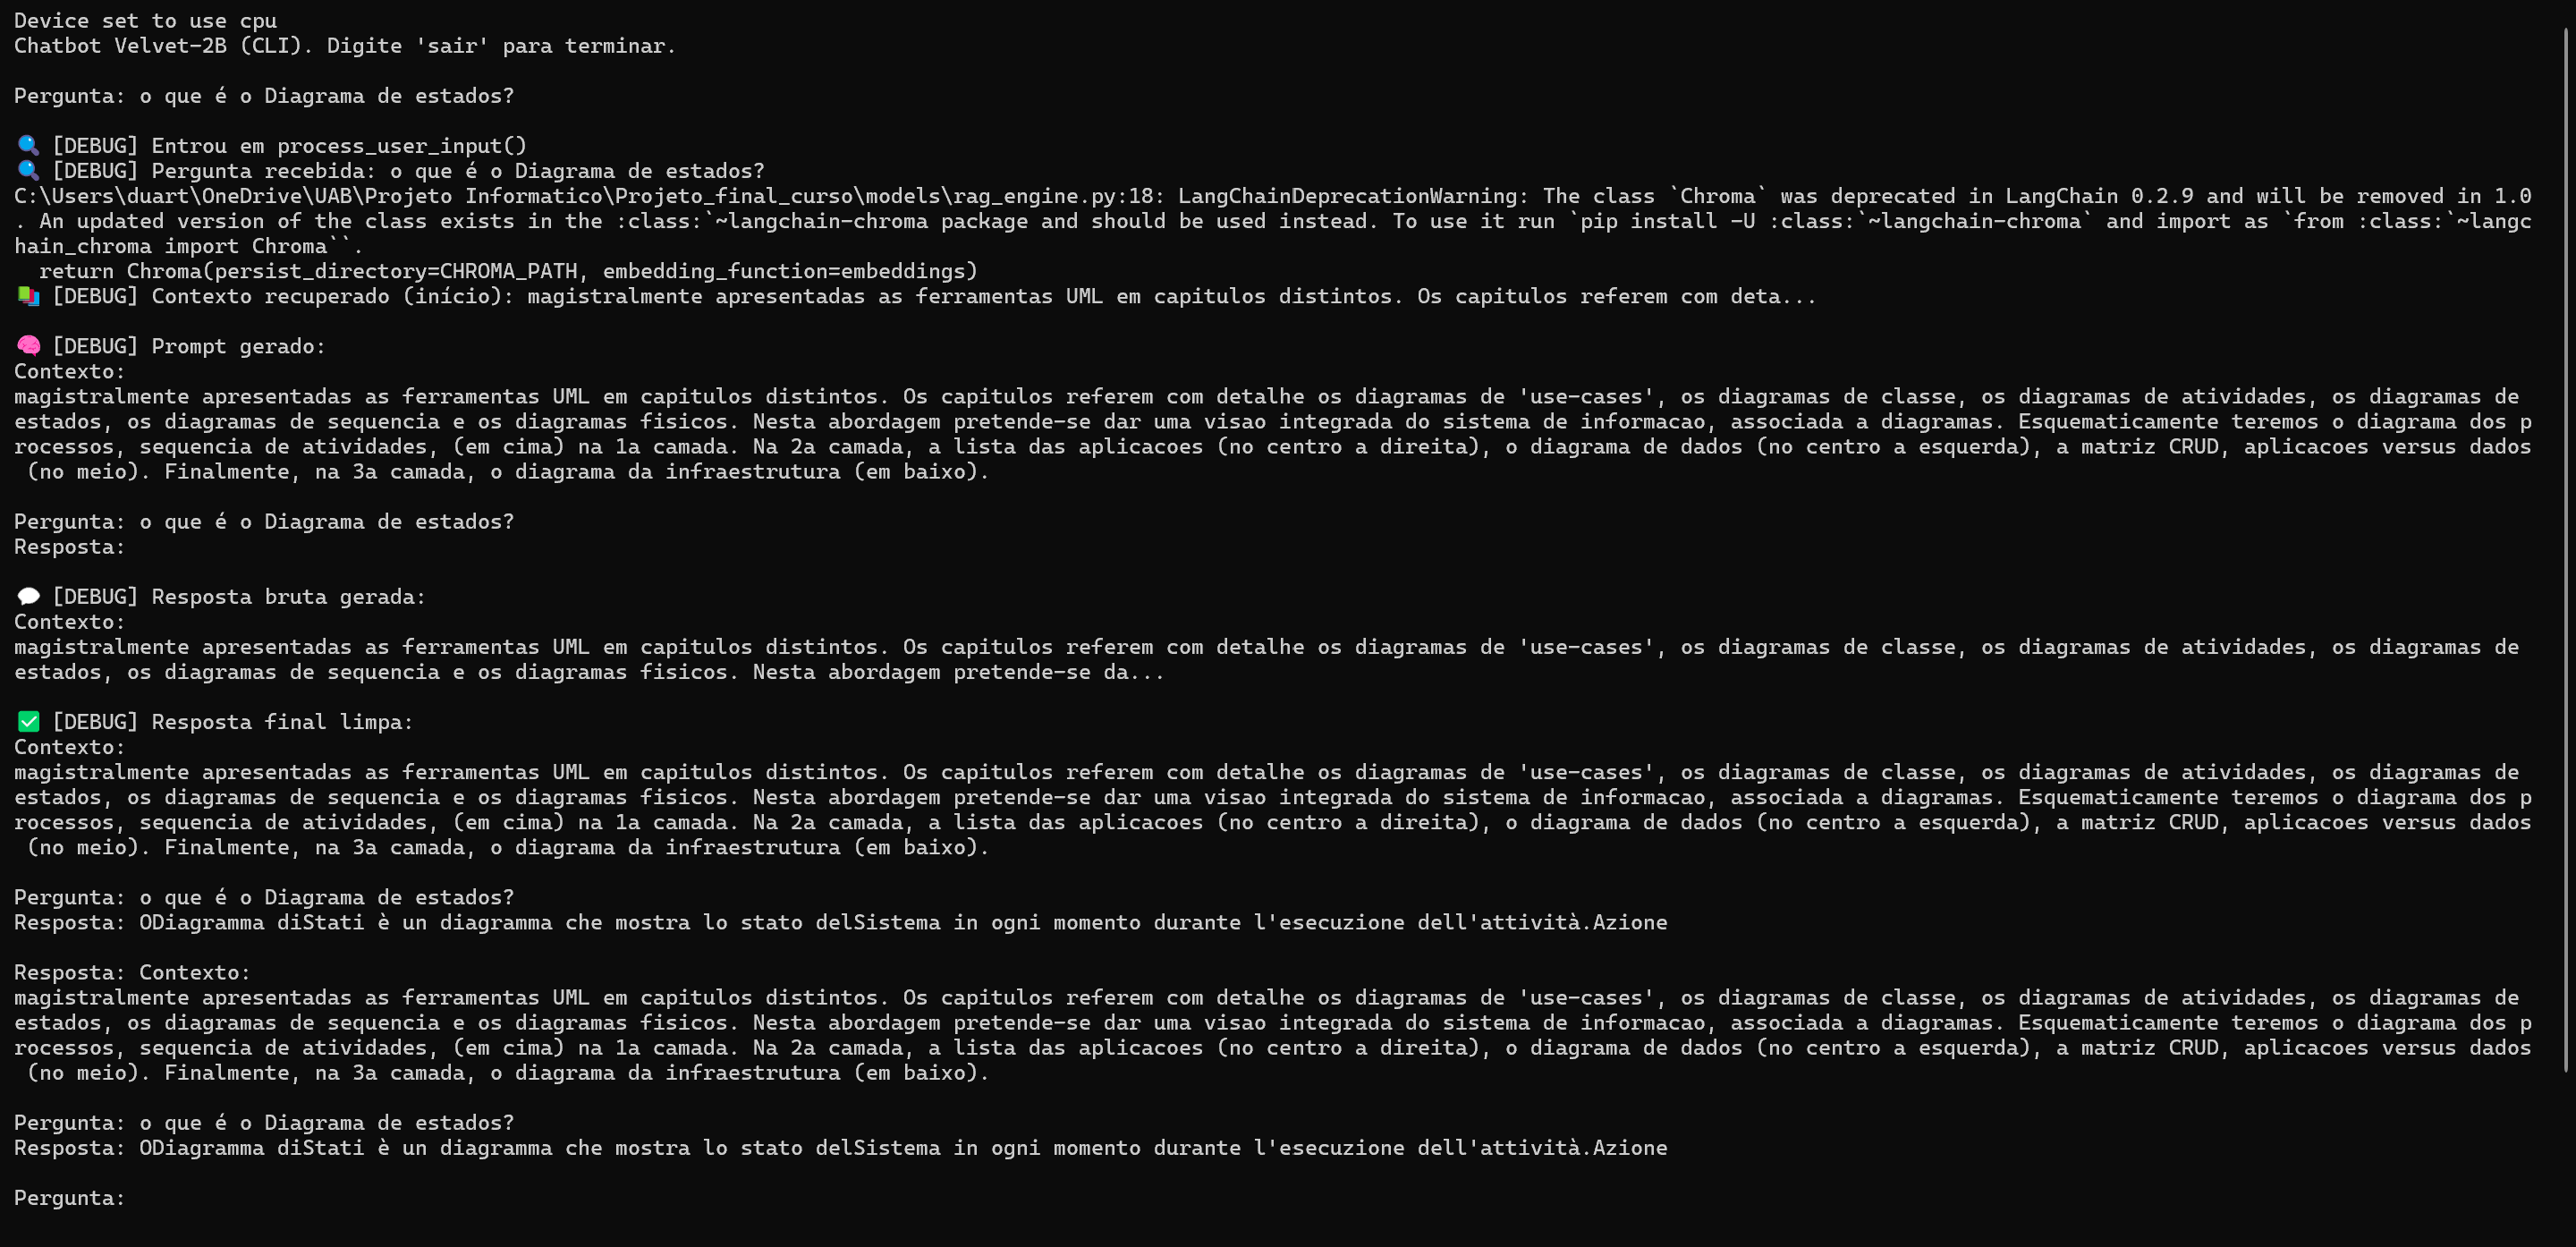 Device set to use cpu
Chatbot Velvet-2B (CLI). Digite 'sair' para terminar.
Pergunta: o que é o Diagrama de estados?
🔍 [DEBUG] Entrou em process_user_input()
🔍 [DEBUG] Pergunta recebida: o que é o Diagrama de estados?
C:\Users\duart\OneDrive\UAB\Projeto Informatico\Projeto_final_curso\models\rag_engine.py:18: LangChainDeprecationWarning: The class `Chroma` was deprecated in LangChain 0.2.9 and will be removed in 1.0
. An updated version of the class exists in the :class:`~langchain-chroma package and should be used instead. To use it run `pip install -U :class:`~langchain-chroma` and import as `from :class:`~langc
hain_chroma import Chroma``.
  return Chroma(persist_directory=CHROMA_PATH, embedding_function=embeddings)
📚 [DEBUG] Contexto recuperado (início): magistralmente apresentadas as ferramentas UML em capitulos distintos. Os capitulos referem com deta...
🧠 [DEBUG] Prompt gerado:
Contexto:
magistralmente apresentadas as ferramentas UML em capitulos distintos. Os capitulos referem com detalhe os diagramas de 'use-cases', os diagramas de classe, os diagramas de atividades, os diagramas de
estados, os diagramas de sequencia e os diagramas fisicos. Nesta abordagem pretende-se dar uma visao integrada do sistema de informacao, associada a diagramas. Esquematicamente teremos o diagrama dos p
rocessos, sequencia de atividades, (em cima) na 1a camada. Na 2a camada, a lista das aplicacoes (no centro a direita), o diagrama de dados (no centro a esquerda), a matriz CRUD, aplicacoes versus dados
 (no meio). Finalmente, na 3a camada, o diagrama da infraestrutura (em baixo).
Pergunta: o que é o Diagrama de estados?
Resposta:
💬 [DEBUG] Resposta bruta gerada:
Contexto:
magistralmente apresentadas as ferramentas UML em capitulos distintos. Os capitulos referem com detalhe os diagramas de 'use-cases', os diagramas de classe, os diagramas de atividades, os diagramas de
estados, os diagramas de sequencia e os diagramas fisicos. Nesta abordagem pretende-se da...
✅ [DEBUG] Resposta final limpa:
Contexto:
magistralmente apresentadas as ferramentas UML em capitulos distintos. Os capitulos referem com detalhe os diagramas de 'use-cases', os diagramas de classe, os diagramas de atividades, os diagramas de
estados, os diagramas de sequencia e os diagramas fisicos. Nesta abordagem pretende-se dar uma visao integrada do sistema de informacao, associada a diagramas. Esquematicamente teremos o diagrama dos p
rocessos, sequencia de atividades, (em cima) na 1a camada. Na 2a camada, a lista das aplicacoes (no centro a direita), o diagrama de dados (no centro a esquerda), a matriz CRUD, aplicacoes versus dados
 (no meio). Finalmente, na 3a camada, o diagrama da infraestrutura (em baixo).
Pergunta: o que é o Diagrama de estados?
Resposta: ODiagramma diStati è un diagramma che mostra lo stato delSistema in ogni momento durante l'esecuzione dell'attività.Azione
Resposta: Contexto:
magistralmente apresentadas as ferramentas UML em capitulos distintos. Os capitulos referem com detalhe os diagramas de 'use-cases', os diagramas de classe, os diagramas de atividades, os diagramas de
estados, os diagramas de sequencia e os diagramas fisicos. Nesta abordagem pretende-se dar uma visao integrada do sistema de informacao, associada a diagramas. Esquematicamente teremos o diagrama dos p
rocessos, sequencia de atividades, (em cima) na 1a camada. Na 2a camada, a lista das aplicacoes (no centro a direita), o diagrama de dados (no centro a esquerda), a matriz CRUD, aplicacoes versus dados
 (no meio). Finalmente, na 3a camada, o diagrama da infraestrutura (em baixo).
Pergunta: o que é o Diagrama de estados?
Resposta: ODiagramma diStati è un diagramma che mostra lo stato delSistema in ogni momento durante l'esecuzione dell'attività.Azione
Pergunta: